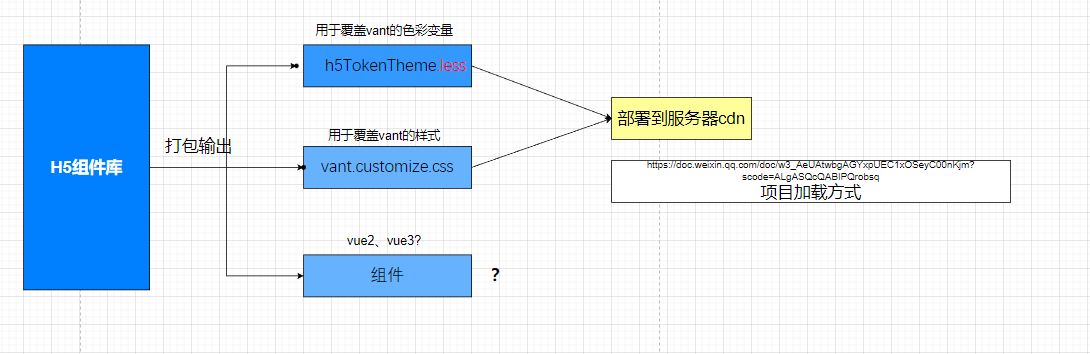 用于覆盖vant的色彩变量
h5TokenTheme.less
部署到服务器cdn
用于覆盖vant的样式
打包输出
H5组件库
vant.customize.css
https://doc.weixin.qq.com/doc/w3_AeUAtwbgAGYxpUEC1xOSeyC00nKjm?
scode=ALgASQcQABIPQrobsq
项目加载方式
vue2、vue3?
组件
?